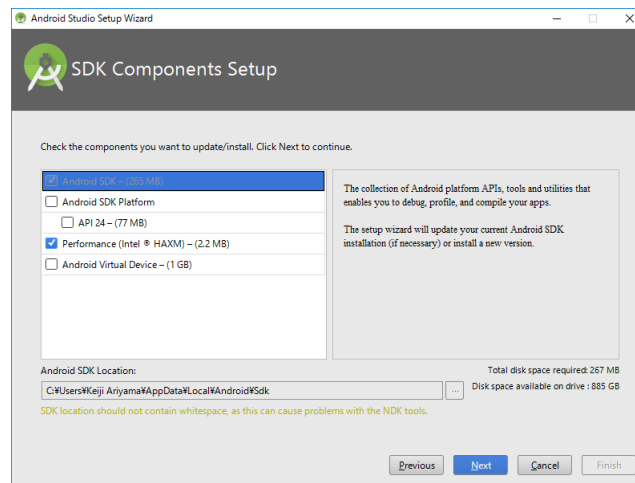 Android Studio Setup Wizard
SDK Components Setup
Check the components you want to update/install. Click Next to continue.
Android SDK – (265 MB)
Android SDK Platform
API 24 – (77 MB)
Performance (Intel ® HAXM) – (2.2 MB)
Android Virtual Device – (1 GB)
The collection of Android platform APIs, tools and utilities that
enables you to debug, profile, and compile your apps.
The setup wizard will update your current Android SDK
installation (if necessary) or install a new version.
Android SDK Location:
C:¥Users¥Keiji Ariyama¥AppData¥Local¥Android¥Sdk
...
Total disk space required: 267 MB
Disk space available on drive : 885 GB
SDK location should not contain whitespace, as this can cause problems with the NDK tools.
Previous
Next
Cancel
Finish